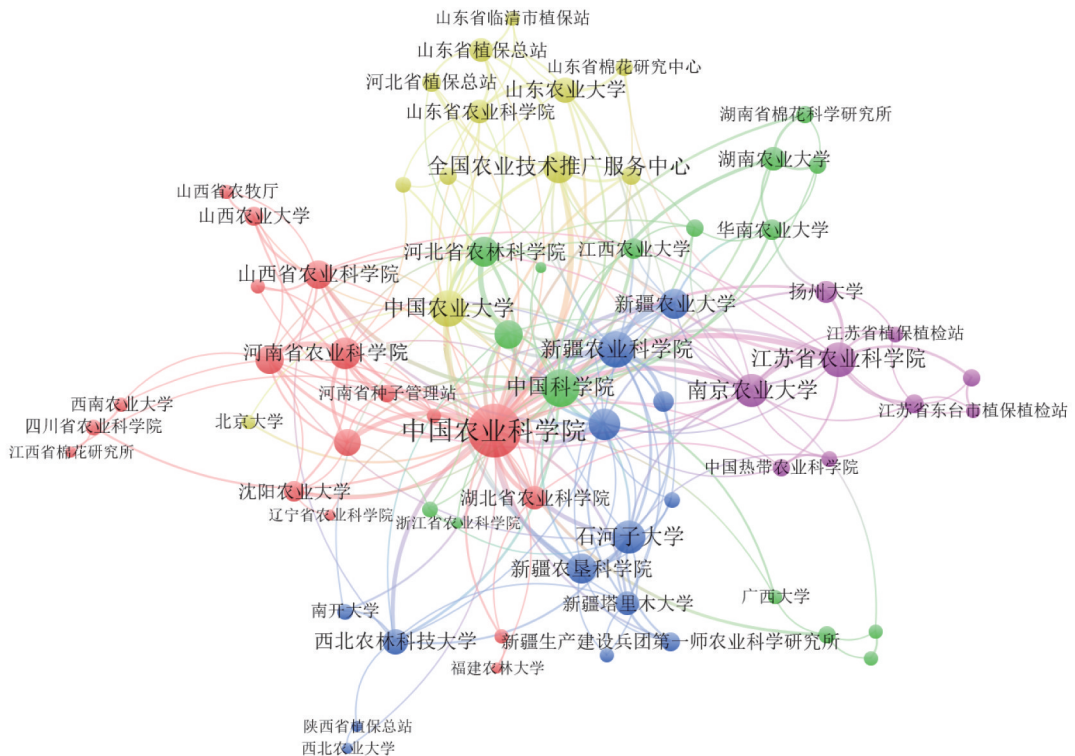 山东省临清市植保站
山东省植保总站
山东省棉花研究中心
河北省植保总站
山东农业大学
山东省农业科学院
湖南省棉花科学研究所
全国农业技术推广服务中心
湖南农业大学
山西省农牧厅
山西农业大学
华南农业大学
河北省农林科学院
江西农业大学
山西省农业科学院
扬州大学
中国农业大学
新疆农业大学
江苏省植保植检站
新疆农业科学院
河南省农业科学院
江苏省农业科学院
中国科学院
南京农业大学
河南省种子管理站
西南农业大学
江苏省东台市植保植检站
北京大学
四川省农业科学院
中国农业科学院
江西省棉花研究所
中国热带农业科学院
沈阳农业大学
湖北省农业科学院
辽宁省农业科学院
浙江省农业科学院
石河子大学
新疆农垦科学院
广西大学
新疆塔里木大学
南开大学
西北农林科技大学
新疆生产建设兵团第一师农业科学研究所
福建农林大学
陕西省植保总站
西北农业大学